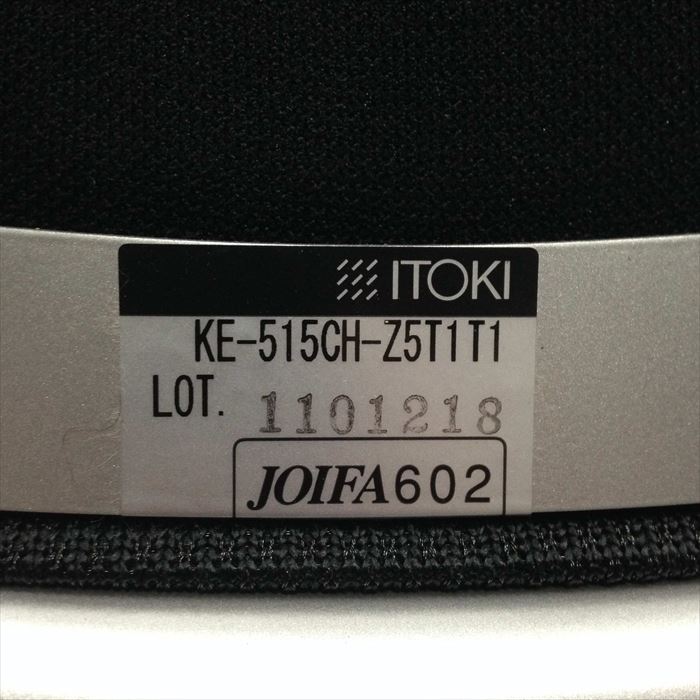 ITOKI
KE-515CH-Z5T1T1
LOT. 1101218
JOIFA602